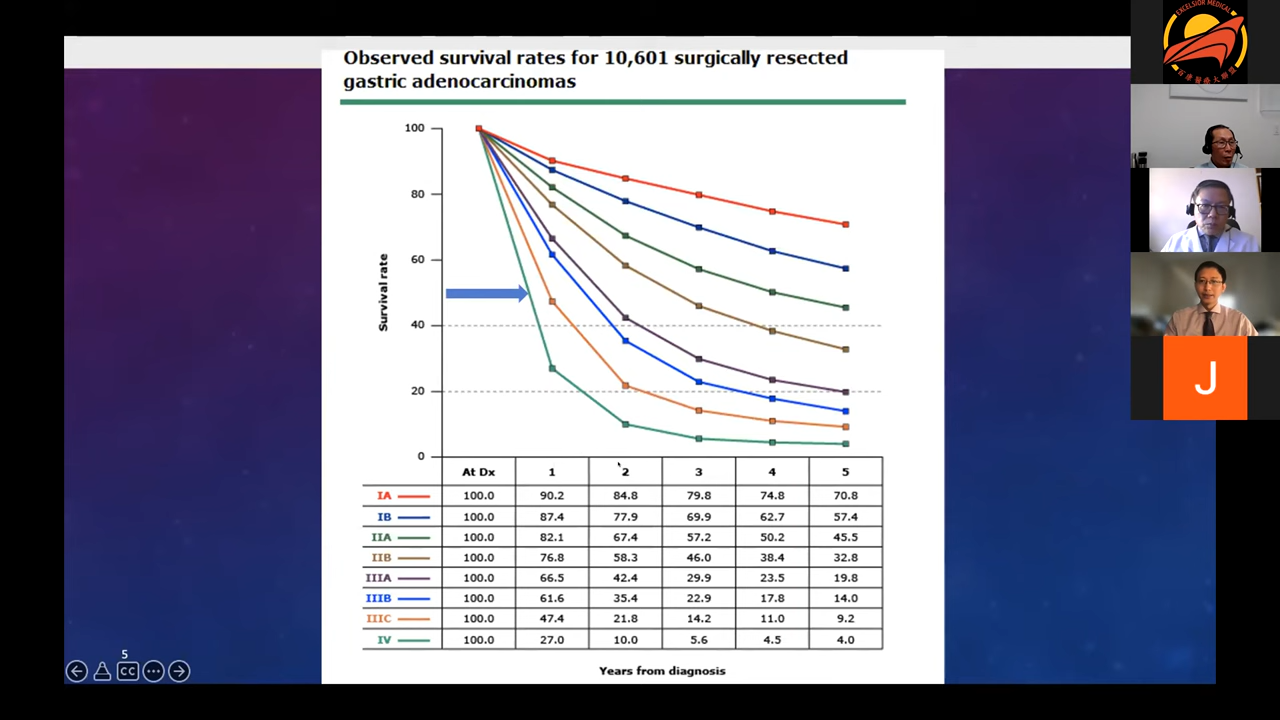 Observed survival rates for 10,601 surgically resected
gastric adenocarcinomas
100
80
60
40
20
0
Survival rate
At Dx 1 2 3 4 5
IA 100.0 90.2 84.8 79.8 74.8 70.8
IB 100.0 87.4 77.9 69.9 62.7 57.4
IIA 100.0 82.1 67.4 57.2 50.2 45.5
IIB 100.0 76.8 58.3 46.0 38.4 32.8
IIIA 100.0 66.5 42.4 29.9 23.5 19.8
IIIB 100.0 61.6 35.4 22.9 17.8 14.0
IIIC 100.0 47.4 21.8 14.2 11.0 9.2
IV 100.0 27.0 10.0 5.6 4.5 4.0
Years from diagnosis
5
CC
EXCELSIOR MEDICAL
J